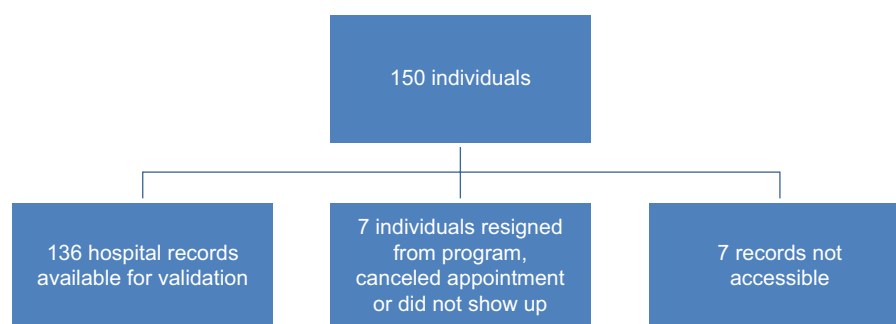 150 individuals
136 hospital records
available for validation
7 individuals resigned
from program,
canceled appointment
or did not show up
7 records not
accessible